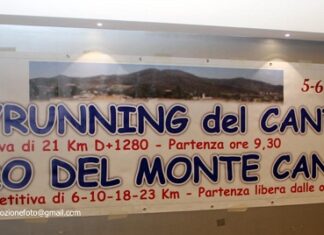 5-6
RUNNING del CAN
va di 21 Km D+1280 - Partenza ore 9,30
O DEL MONTE CAN
etitiva di 6-10-18-23 Km - Partenza libera dalle o
ozionefoto@gmail.com